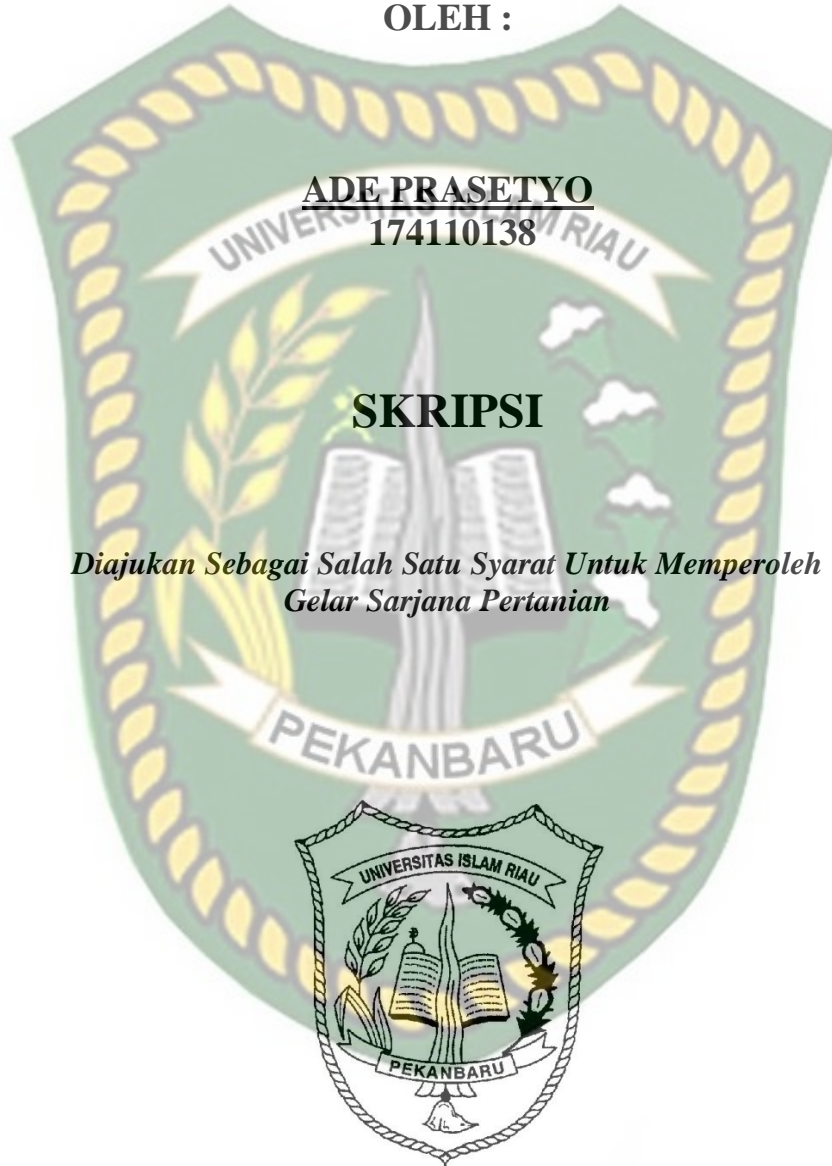 OLEH :
ADE PRASETYO
UNIVERSITAS ISLAM RIAU
174110138
SKRIPSI
Diajukan Sebagai Salah Satu Syarat Untuk Memperoleh
Gelar Sarjana Pertanian
PEKANBARU
UNIVERSITAS ISLAM RIAU
PEKANBARU